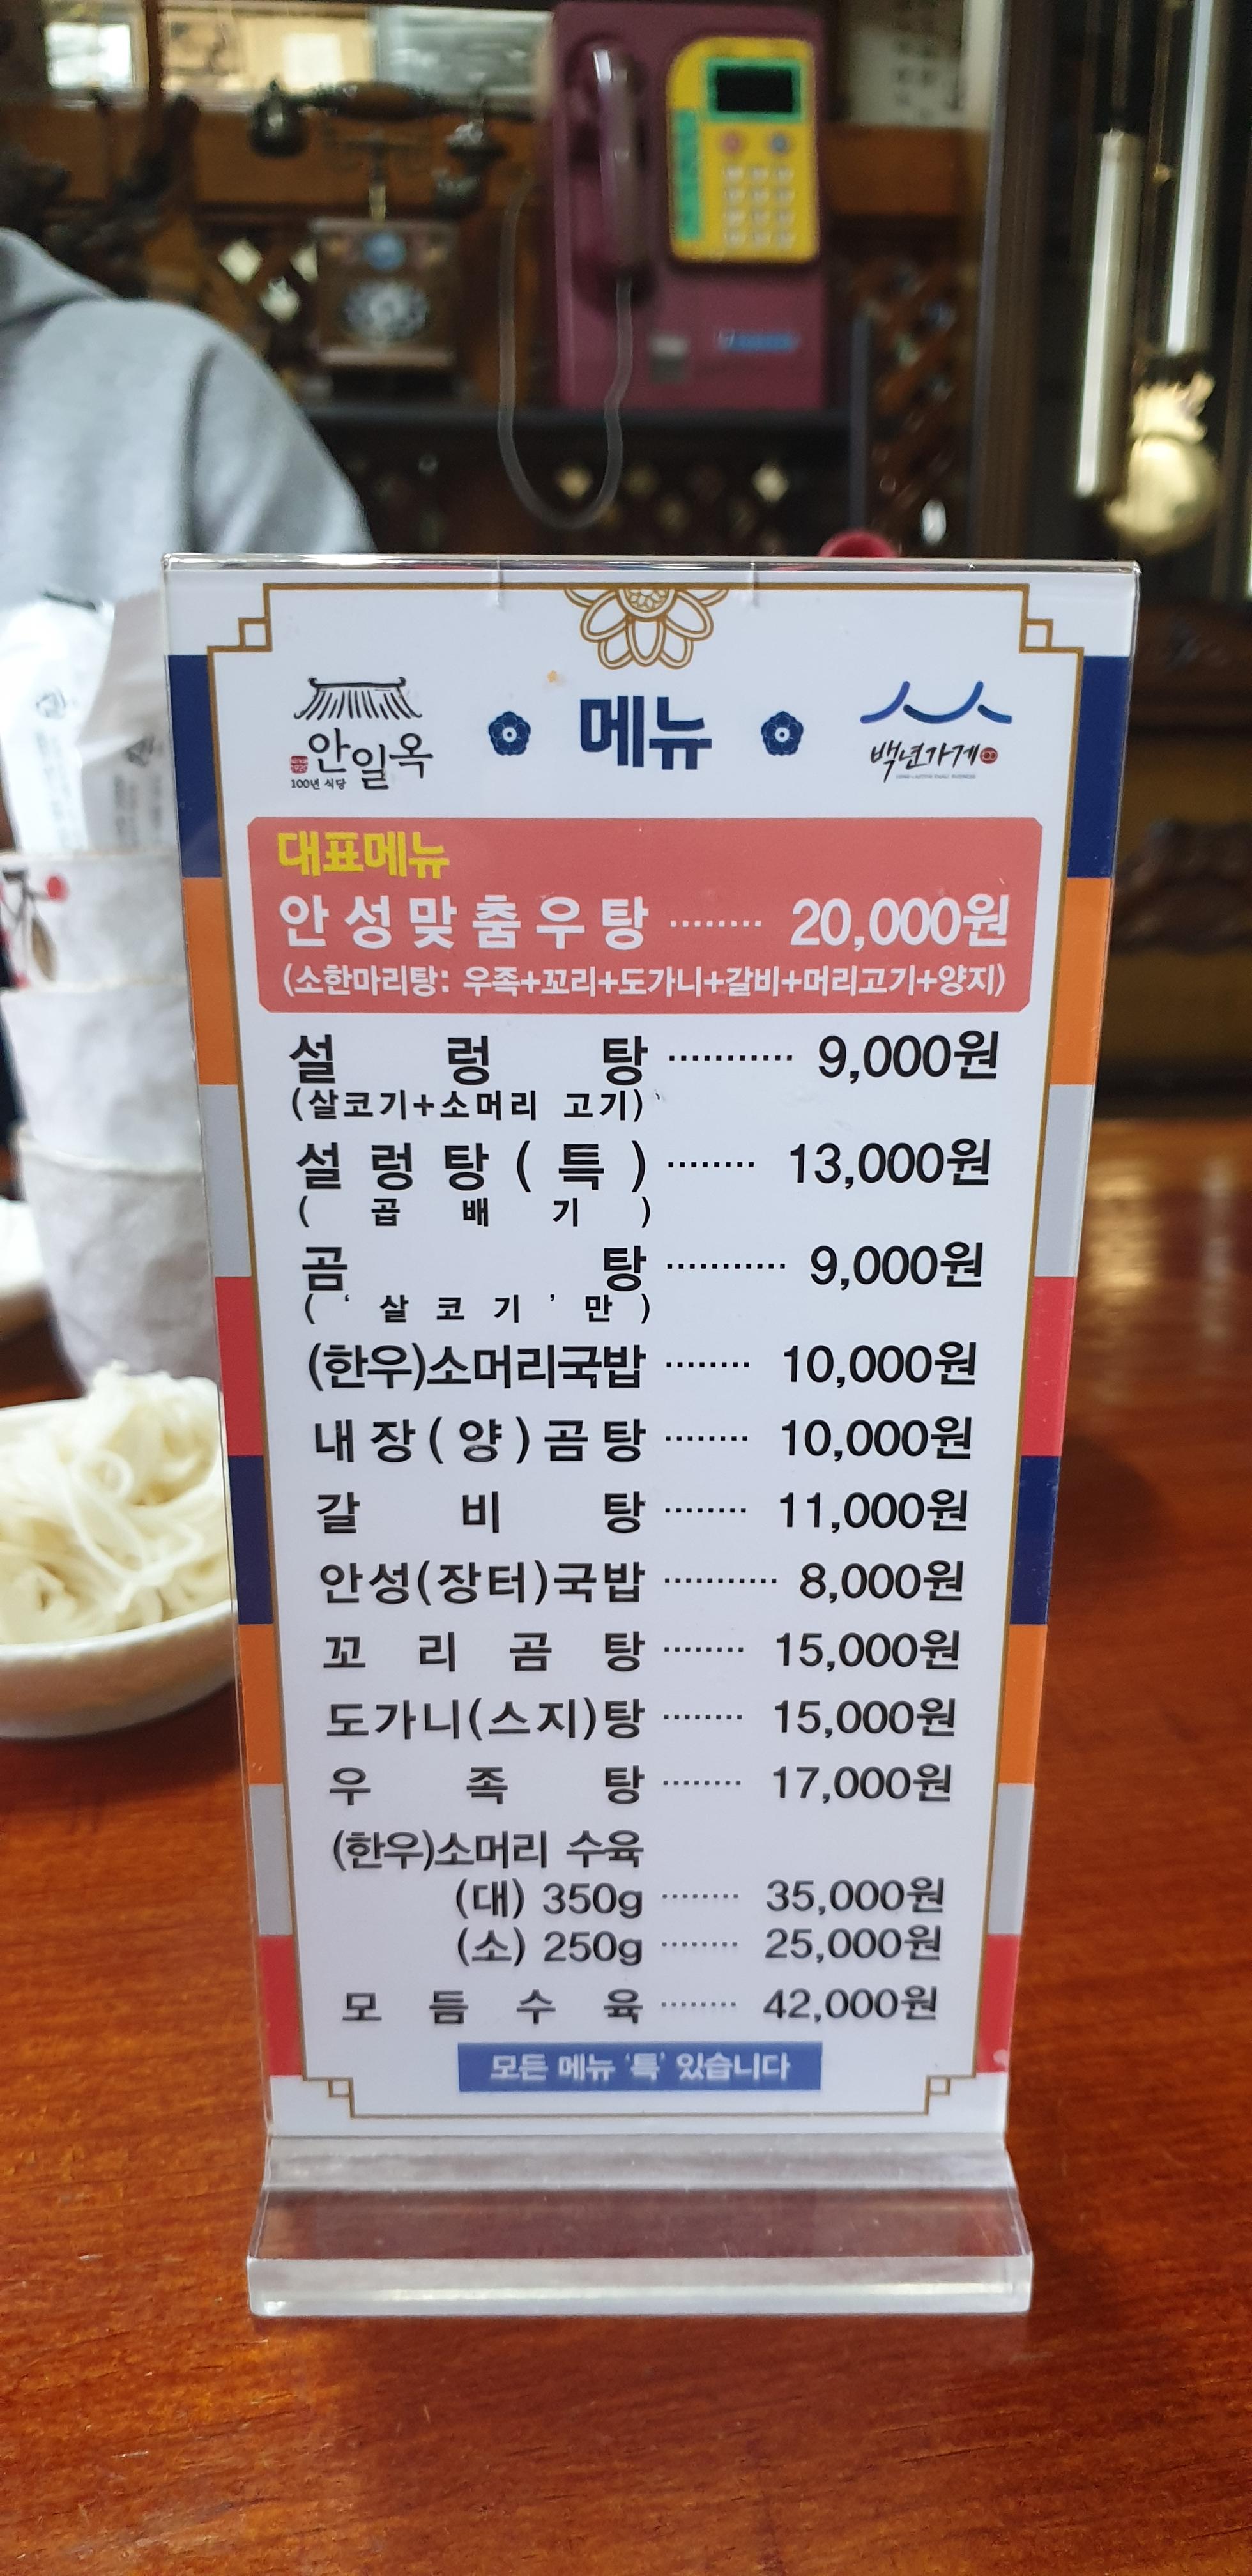 안일옥
100년 식당
메뉴
백년가게
대표메뉴
안성맞춤우탕 ········ 20,000원
(소한마리탕: 우족+꼬리+도가니+갈비+머리고기+양지)
설렁탕 ··········· 9,000원
(살코기+소머리 고기)
설렁탕(특) ········ 13,000원
(곱배기)
곰탕 ··········· 9,000원
('살코기'만)
(한우)소머리국밥 ········ 10,000원
내장(양)곰탕 ········ 10,000원
갈비탕 ········ 11,000원
안성(장터)국밥 ··········· 8,000원
꼬리곰탕 ········ 15,000원
도가니(스지)탕 ········ 15,000원
우족탕 ········ 17,000원
(한우)소머리 수육
(대) 350g ········ 35,000원
(소) 250g ········ 25,000원
모듬수육 ········ 42,000원
모든 메뉴 '특' 있습니다